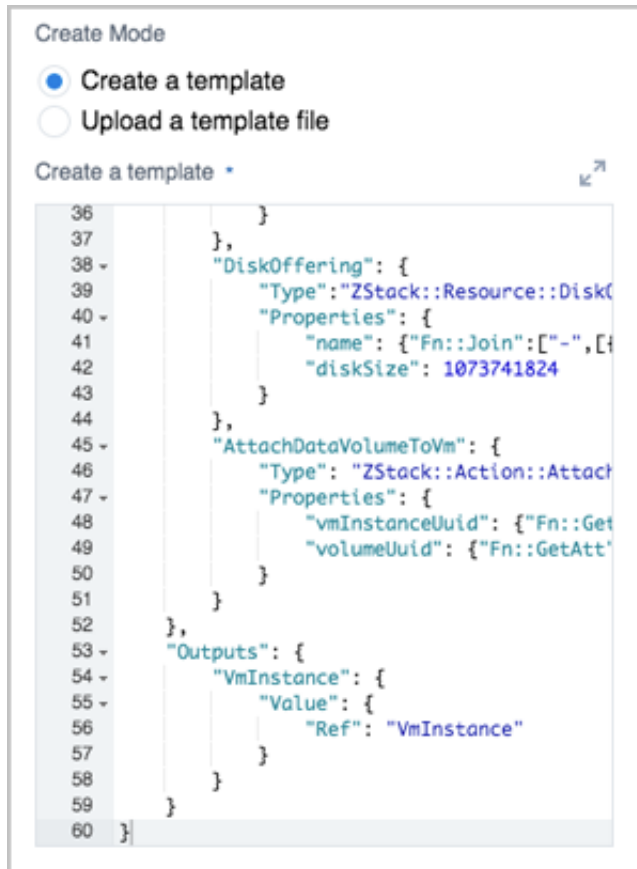 Create Mode
Create a template
Upload a template file
Create a template *
36 }
37 },
38 "DiskOffering": {
39 "Type":"ZStack::Resource::Disk
40 "Properties": {
41 "name": {"Fn::Join":["-",[{
42 "diskSize": 1073741824
43 }
44 },
45 "AttachDataVolumeToVm": {
46 "Type": "ZStack::Action::Attach
47 "Properties": {
48 "vmInstanceUuid": {"Fn::Get
49 "volumeUuid": {"Fn::GetAtt"
50 }
51 }
52 },
53 "Outputs": {
54 "VmInstance": {
55 "Value": {
56 "Ref": "VmInstance"
57 }
58 }
59 }
60 }